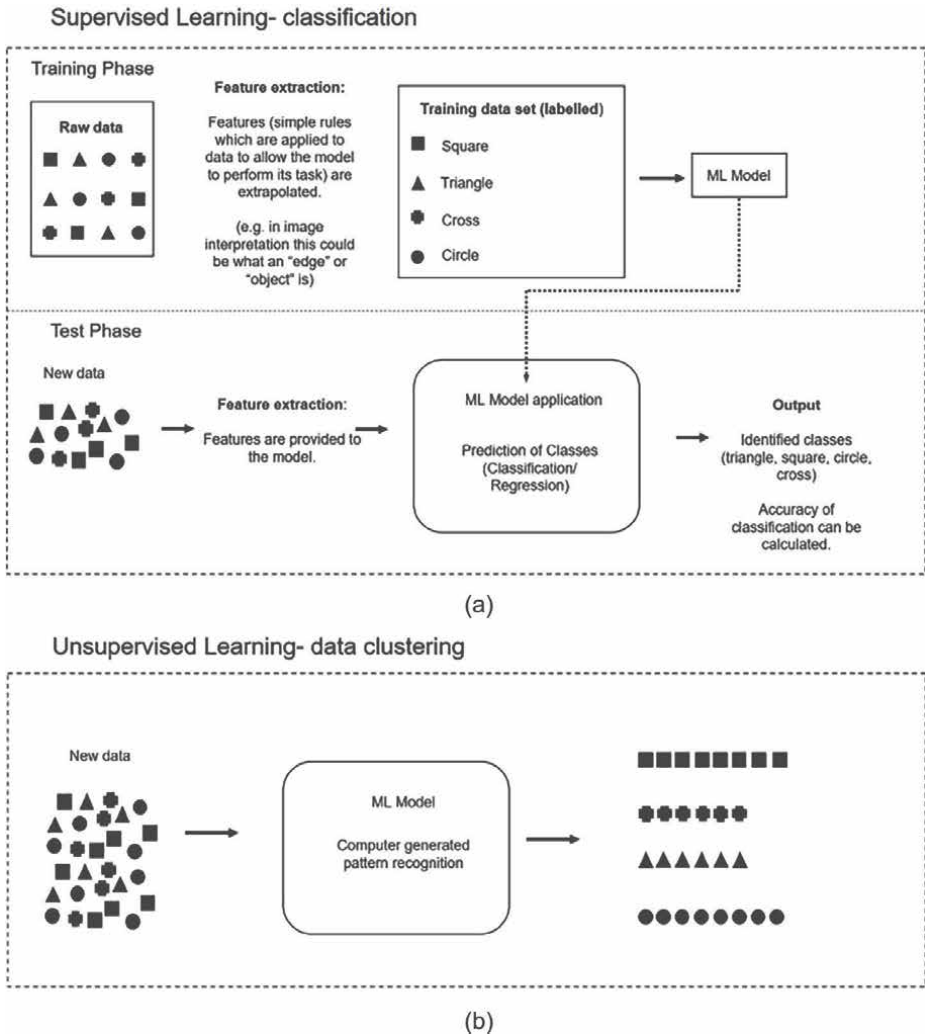 Supervised Learning- classification
Training Phase
Raw data
Feature extraction:
Features (simple rules
which are applied to
data to allow the model
to perform its task) are
extrapolated.
(e.g. in image
interpretation this could
be what an “edge” or
“object” is)
Training data set (labelled)
Square
Triangle
Cross
Circle
ML Model
Test Phase
New data
Feature extraction:
Features are provided to
the model.
ML Model application
Prediction of Classes
(Classification/
Regression)
Output
Identified classes
(triangle, square, circle,
cross)
Accuracy of
classification can be
calculated.
(a)
Unsupervised Learning- data clustering
New data
ML Model
Computer generated
pattern recognition
(b)